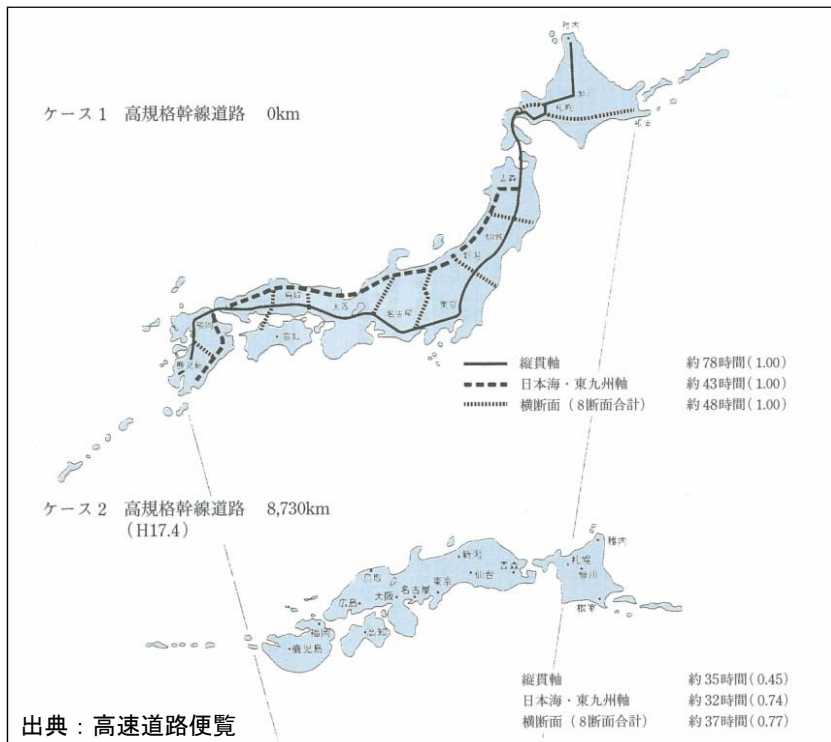 稚内
ケース1 高規格幹線道路 0km
札幌
根室
青森
仙台
新潟
鳥取
大阪
名古屋
東京
福岡
高知
鹿児島
縦貫軸 約78時間(1.00)
日本海・東九州軸 約43時間(1.00)
横断面(8断面合計) 約48時間(1.00)
ケース2 高規格幹線道路 8,730km
(H17.4)
新潟
稚内
札幌
旭川
鳥取
東京
仙台
青森
広島
大阪
名古屋
根室
福岡
高知
鹿児島
縦貫軸 約35時間(0.45)
日本海・東九州軸 約32時間(0.74)
横断面(8断面合計) 約37時間(0.77)
出典:高速道路便覧